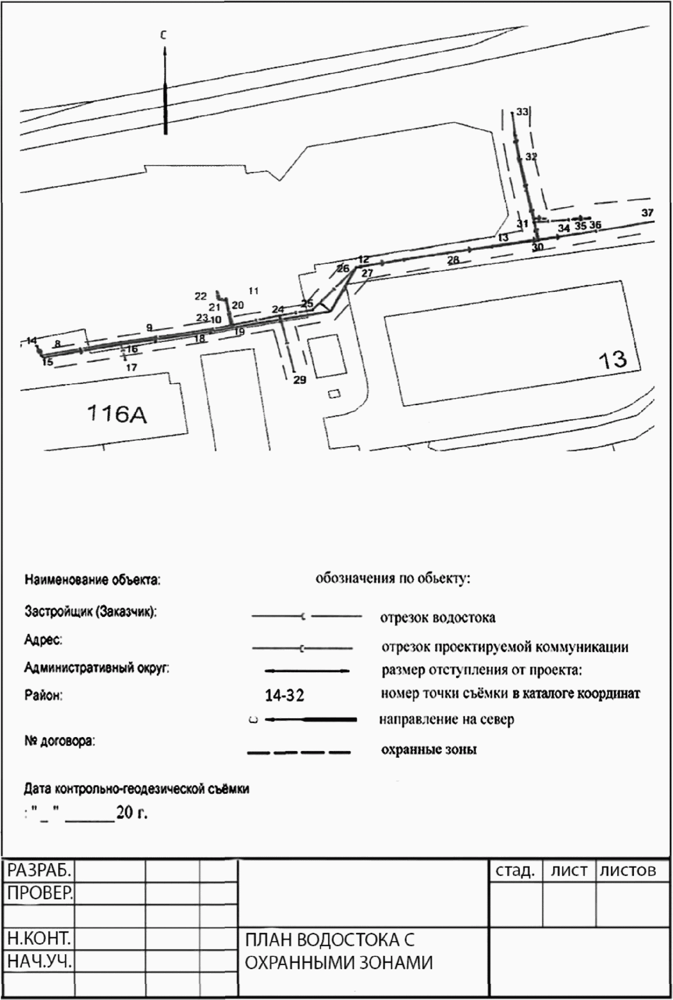 С
33
32
37
31
34 35 36
13
30
12
28
26
27
11
22
21 20
25
24
23 10
9
19
14
8
18
16
15
17
29
13
116А
Наименование объекта:
обозначения по обьекту:
Застройщик (Заказчик):
отрезок водостока
Адрес:
отрезок проектируемой коммуникации
Административный округ:
размер отступления от проекта:
Район:
14-32
номер точки съёмки в каталоге координат
С
направление на север
№ договора:
охранные зоны
Дата контрольно-геодезической съёмки
: " _ " ______ 20 г.
РАЗРАБ.
стад. лист листов
ПРОВЕР.
Н.КОНТ.
ПЛАН ВОДОСТОКА С
НАЧ.УЧ.
ОХРАННЫМИ ЗОНАМИ